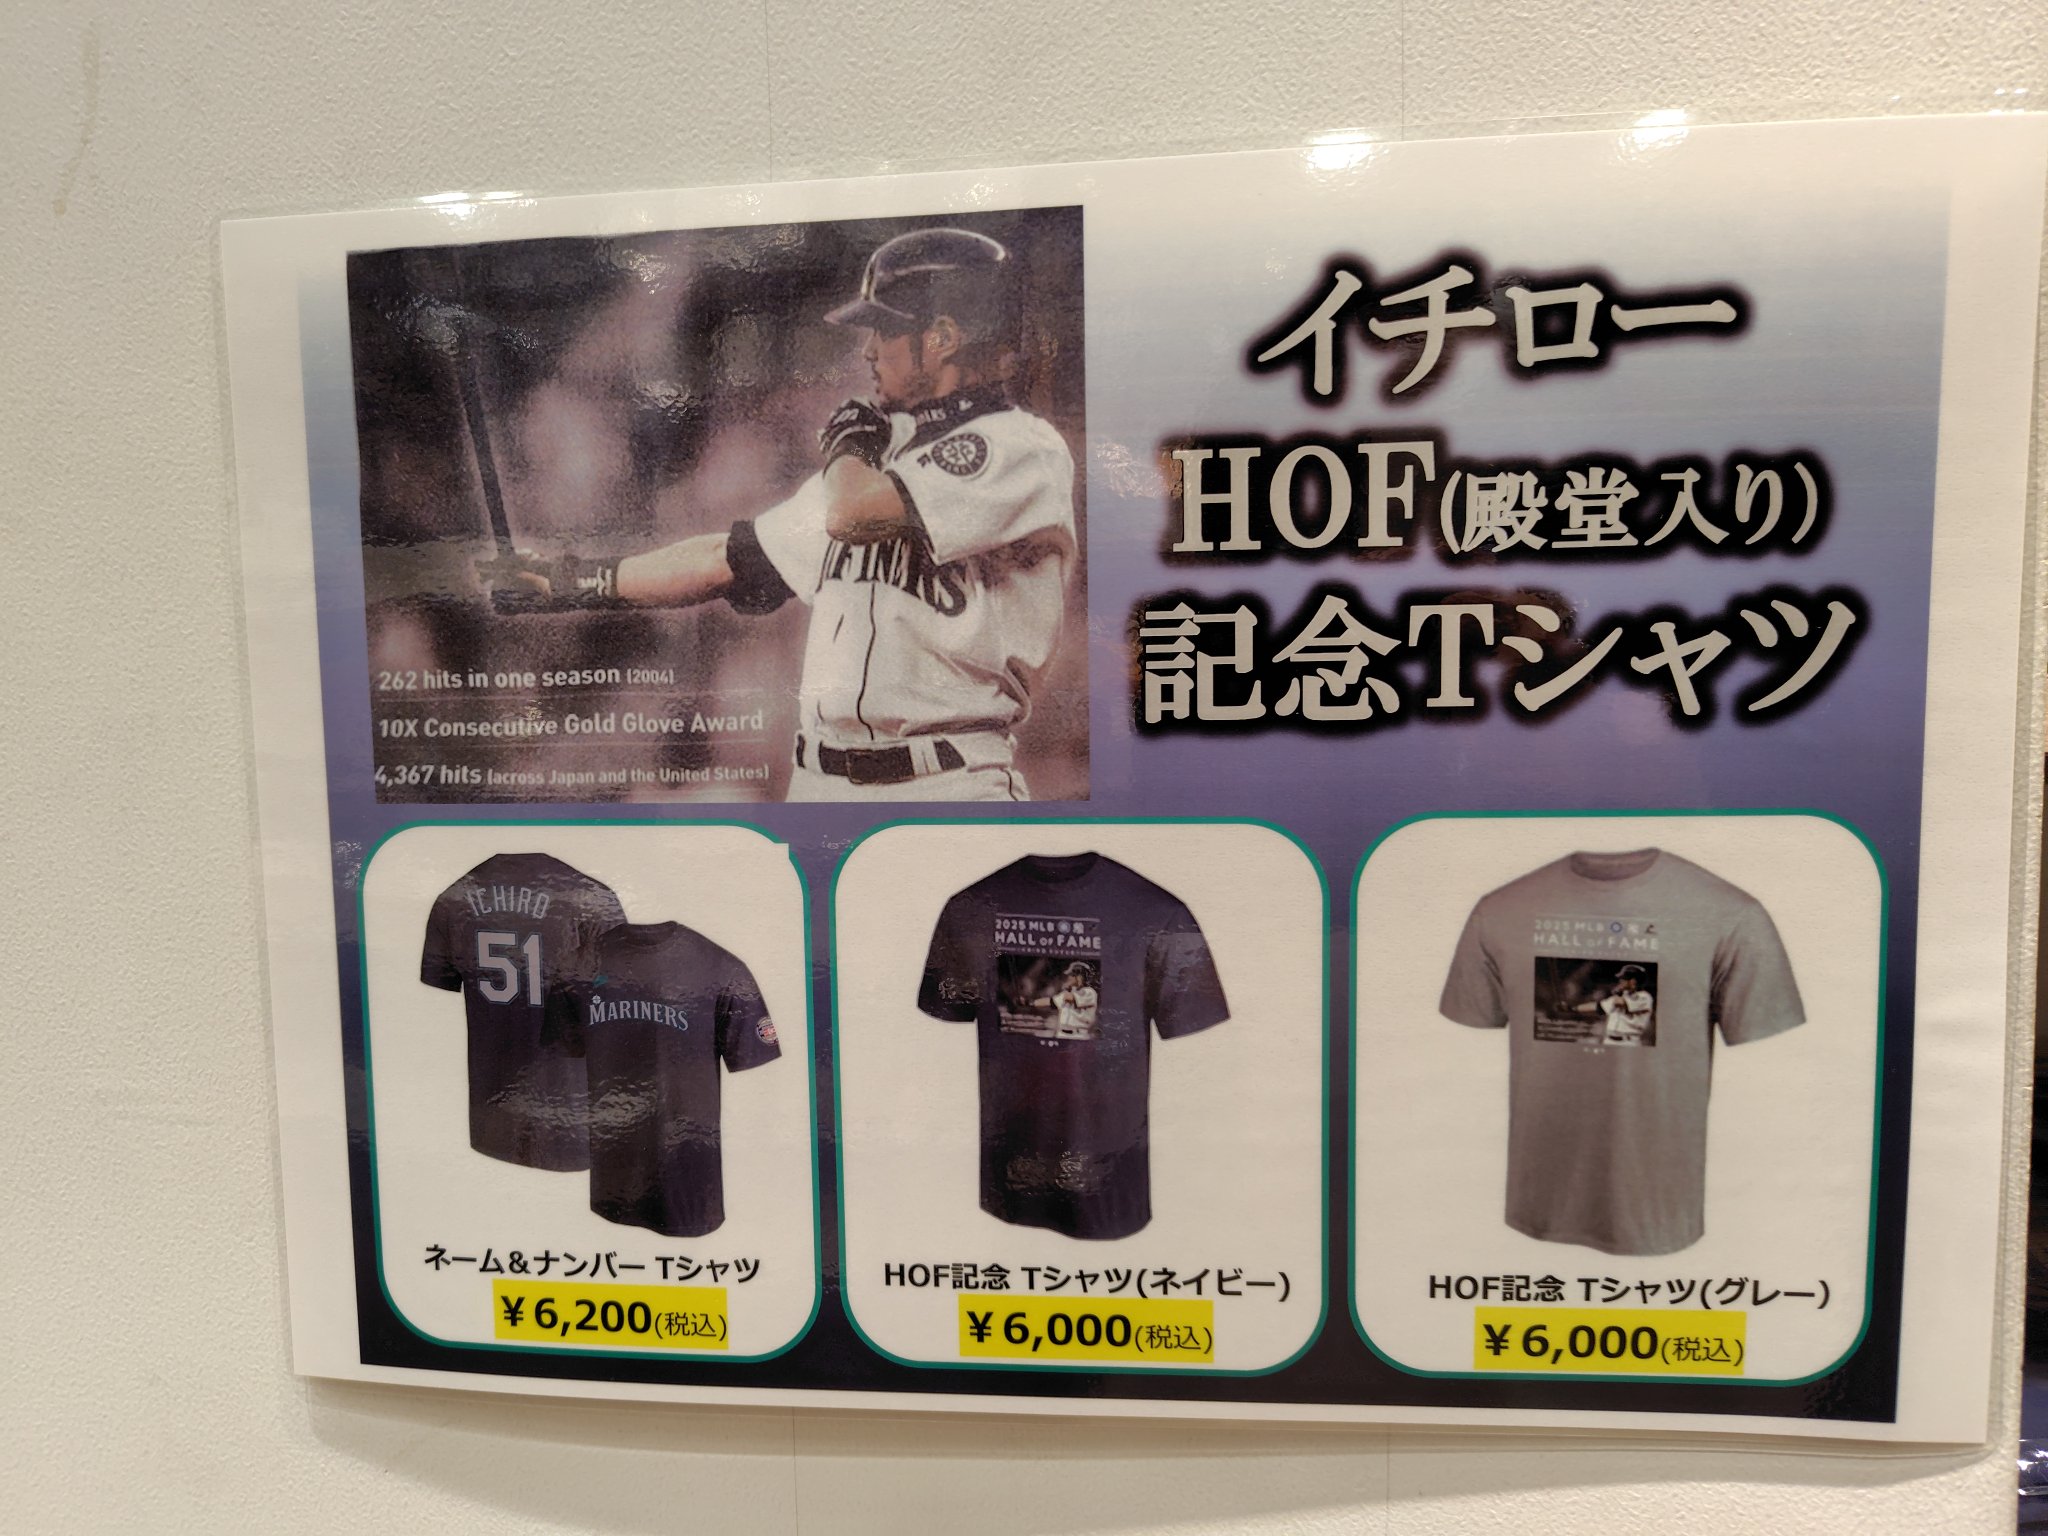 イチロー
HOF(殿堂入り)
記念Tシャツ
MARINERS
262 hits in one season (2004)
10X Consecutive Gold Glove Award
4,367 hits (across Japan and the United States)
ICHIRO
51
MARINERS
ネーム&ナンバー Tシャツ
¥6,200(税込)
2025 MLB
HALL OF FAME
HOF記念 Tシャツ(ネイビー)
¥6,000(税込)
2025 MLB
HALL OF FAME
HOF記念 Tシャツ(グレー)
¥6,000(税込)